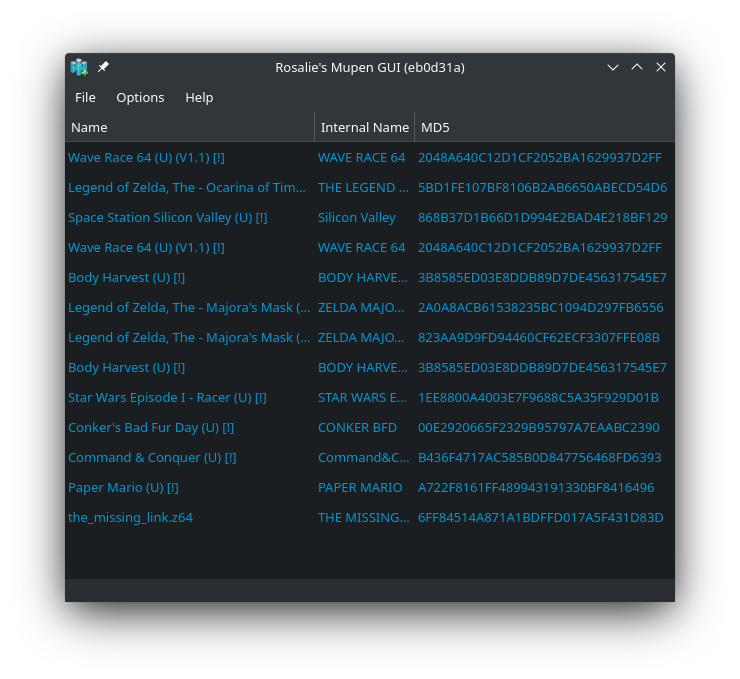 Rosalie's Mupen GUI (eb0d31a)
File Options Help
Name Internal Name MD5
Wave Race 64 (U) (V1.1) [!] WAVE RACE 64 2048A640C12D1CF2052BA1629937D2FF
Legend of Zelda, The - Ocarina of Tim... THE LEGEND ... 5BD1FE107BF8106B2AB6650ABECD54D6
Space Station Silicon Valley (U) [!] Silicon Valley 868B37D1B66D1D994E2BAD4E218BF129
Wave Race 64 (U) (V1.1) [!] WAVE RACE 64 2048A640C12D1CF2052BA1629937D2FF
Body Harvest (U) [!] BODY HARVE... 3B8585ED03E8DDB89D7DE456317545E7
Legend of Zelda, The - Majora's Mask (... ZELDA MAJO... 2A0A8ACB61538235BC1094D297FB6556
Legend of Zelda, The - Majora's Mask (... ZELDA MAJO... 823AA9D9FD94460CF62ECF3307FFE08B
Body Harvest (U) [!] BODY HARVE... 3B8585ED03E8DDB89D7DE456317545E7
Star Wars Episode I - Racer (U) [!] STAR WARS E... 1EE8800A4003E7F9688C5A35F929D01B
Conker's Bad Fur Day (U) [!] CONKER BFD 00E2920665F2329B95797A7EAABC2390
Command & Conquer (U) [!] Command&C... B436F4717AC585B0D847756468FD6393
Paper Mario (U) [!] PAPER MARIO A722F8161FF489943191330BF8416496
the_missing_link.z64 THE MISSING... 6FF84514A871A1BDFFD017A5F431D83D